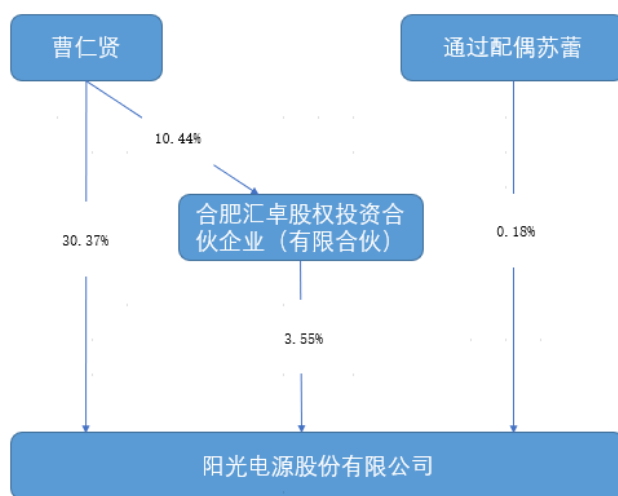 曹仁贤
通过配偶苏蕾
10.44%
合肥汇卓股权投资合
伙企业（有限合伙）
30.37%
0.18%
3.55%
阳光电源股份有限公司